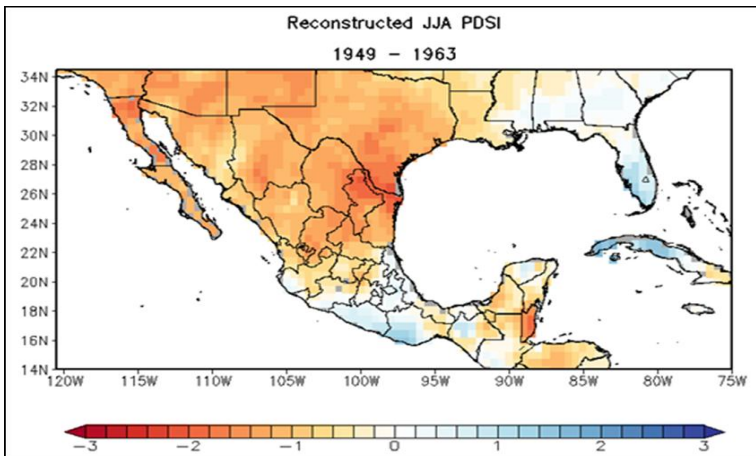 Reconstructed JJA PDSI
1949 – 1963
34N
32N
30N
28N
26N
24N
22N
20N
18N
16N
14N
120W 115W 110W 105W 100W 95W 90W 85W 80W 75W
−3 −2 −1 0 1 2 3